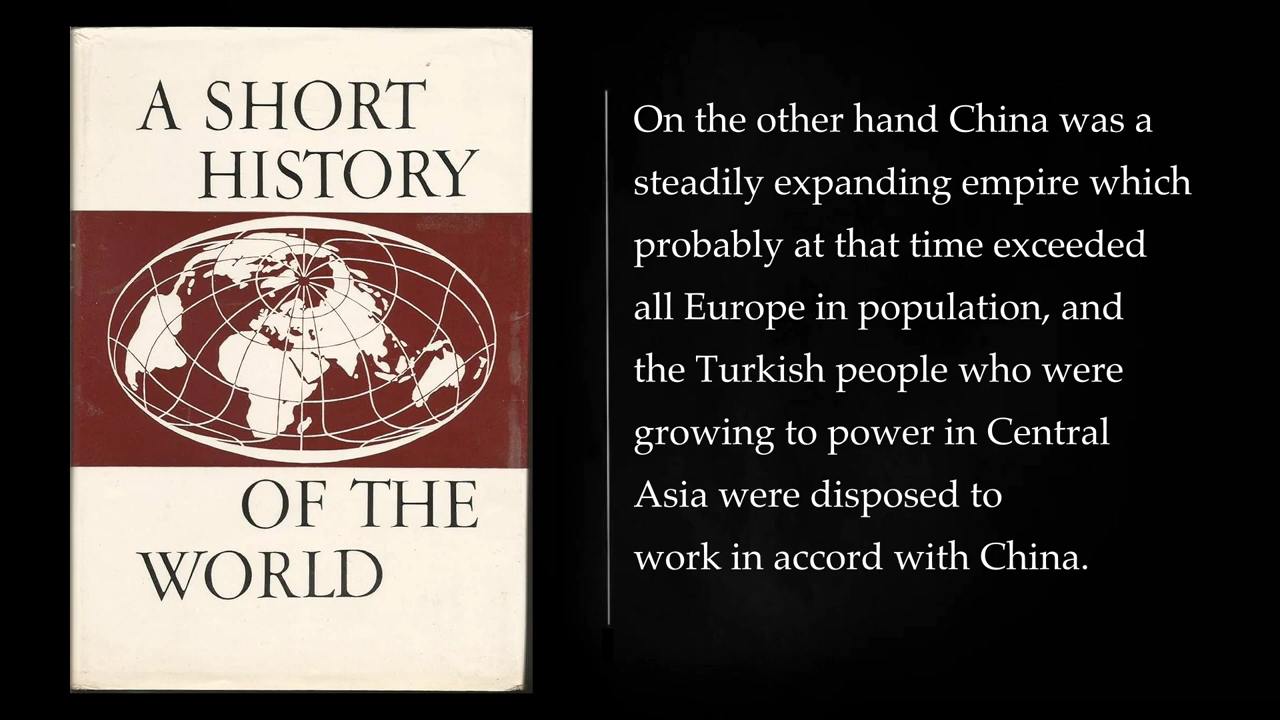 A SHORT
HISTORY
OF THE
WORLD
On the other hand China was a
steadily expanding empire which
probably at that time exceeded
all Europe in population, and
the Turkish people who were
growing to power in Central
Asia were disposed to
work in accord with China.